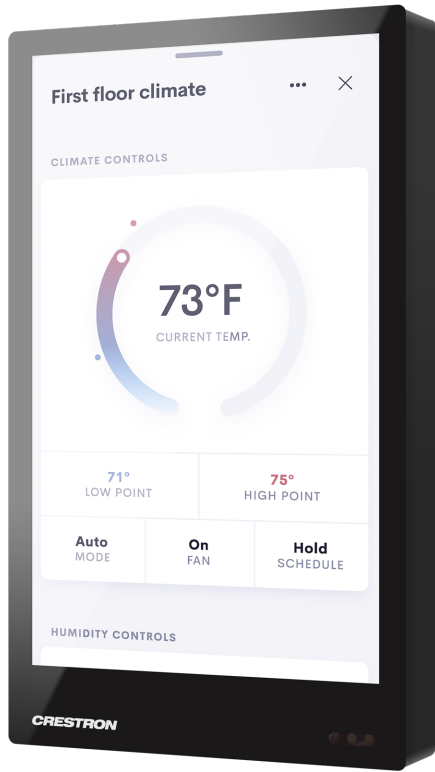 First floor climate
CLIMATE CONTROLS
73°F
CURRENT TEMP.
71°
LOW POINT
75°
HIGH POINT
Auto
MODE
On
FAN
Hold
SCHEDULE
HUMIDITY CONTROLS
CRESTRON